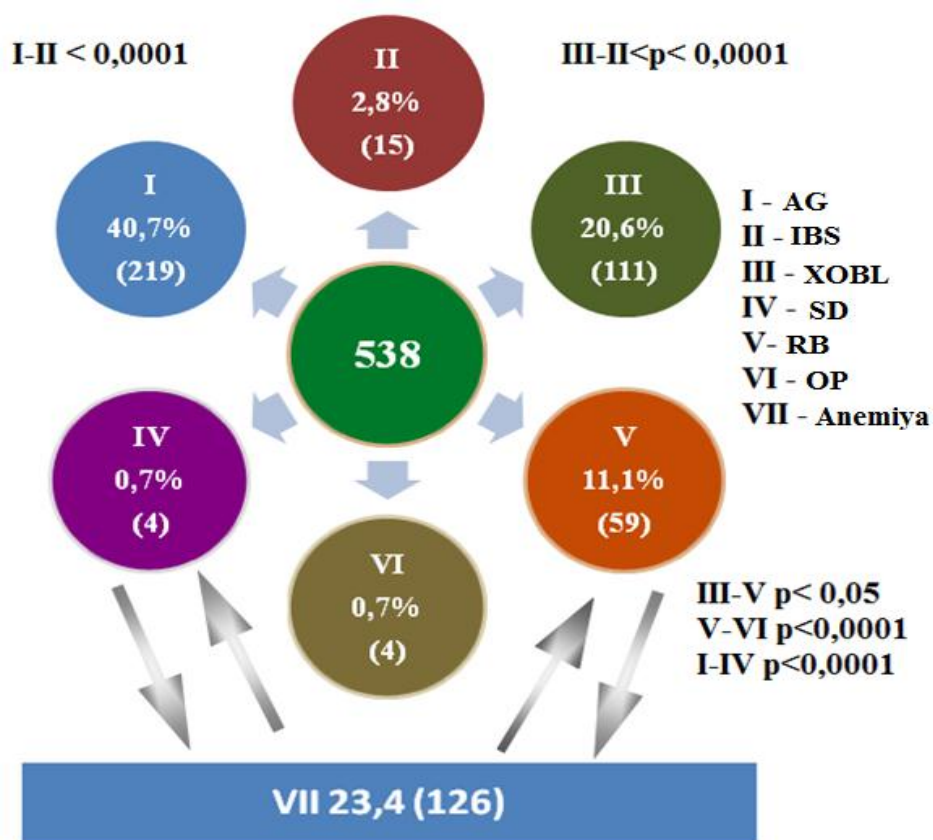 I-II < 0,0001
III-II<p< 0,0001
II
2,8%
(15)
I
40,7%
(219)
III
20,6%
(111)
538
I - AG
II - IBS
III - XOBL
IV - SD
V- RB
VI - OP
VII - Anemiya
IV
0,7%
(4)
V
11,1%
(59)
VI
0,7%
(4)
III-V p< 0,05
V-VI p<0,0001
I-IV p<0,0001
VII 23,4 (126)